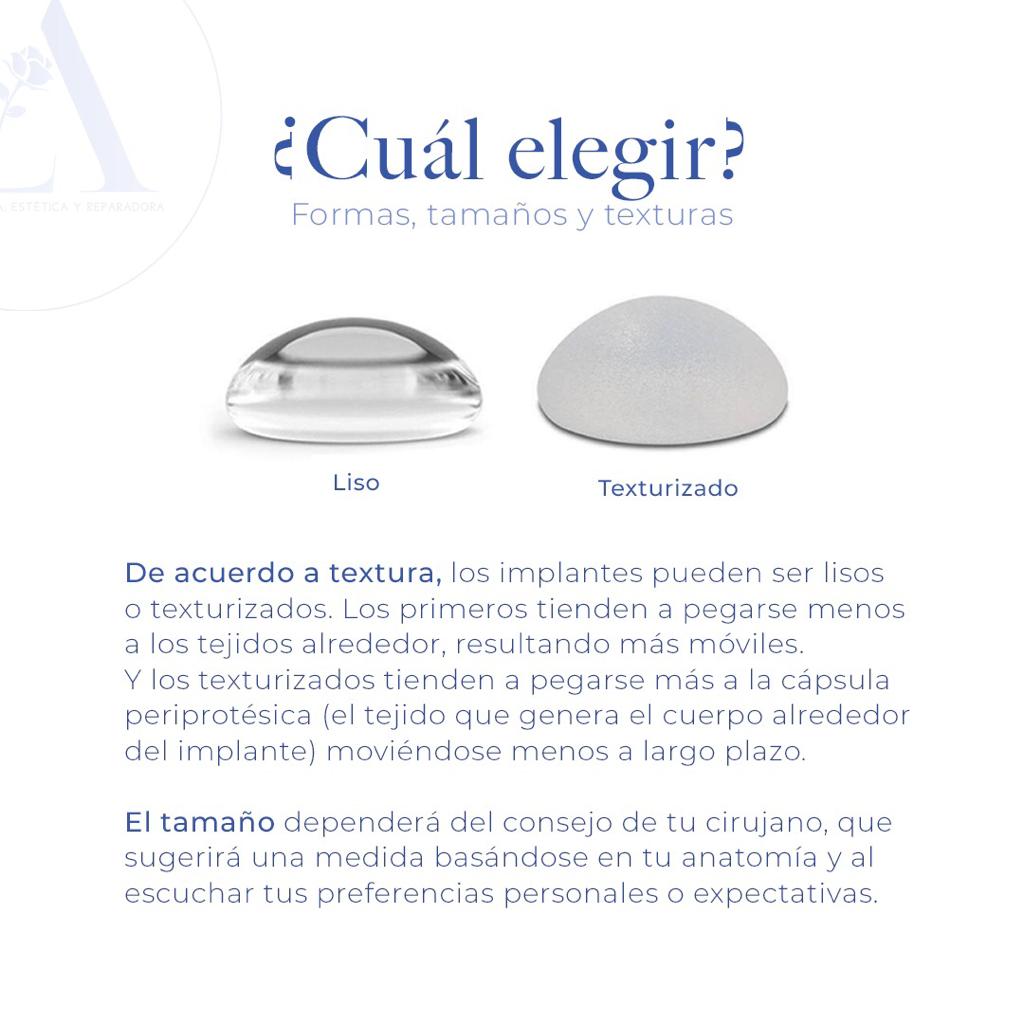 A, ESTÉTICA Y REPARADORA
¿Cuál elegir?
Formas, tamaños y texturas
Liso
Texturizado
De acuerdo a textura, los implantes pueden ser lisos
o texturizados. Los primeros tienden a pegarse menos
a los tejidos alrededor, resultando más móviles.
Y los texturizados tienden a pegarse más a la cápsula
periprotésica (el tejido que genera el cuerpo alrededor
del implante) moviéndose menos a largo plazo.
El tamaño dependerá del consejo de tu cirujano, que
sugerirá una medida basándose en tu anatomía y al
escuchar tus preferencias personales o expectativas.